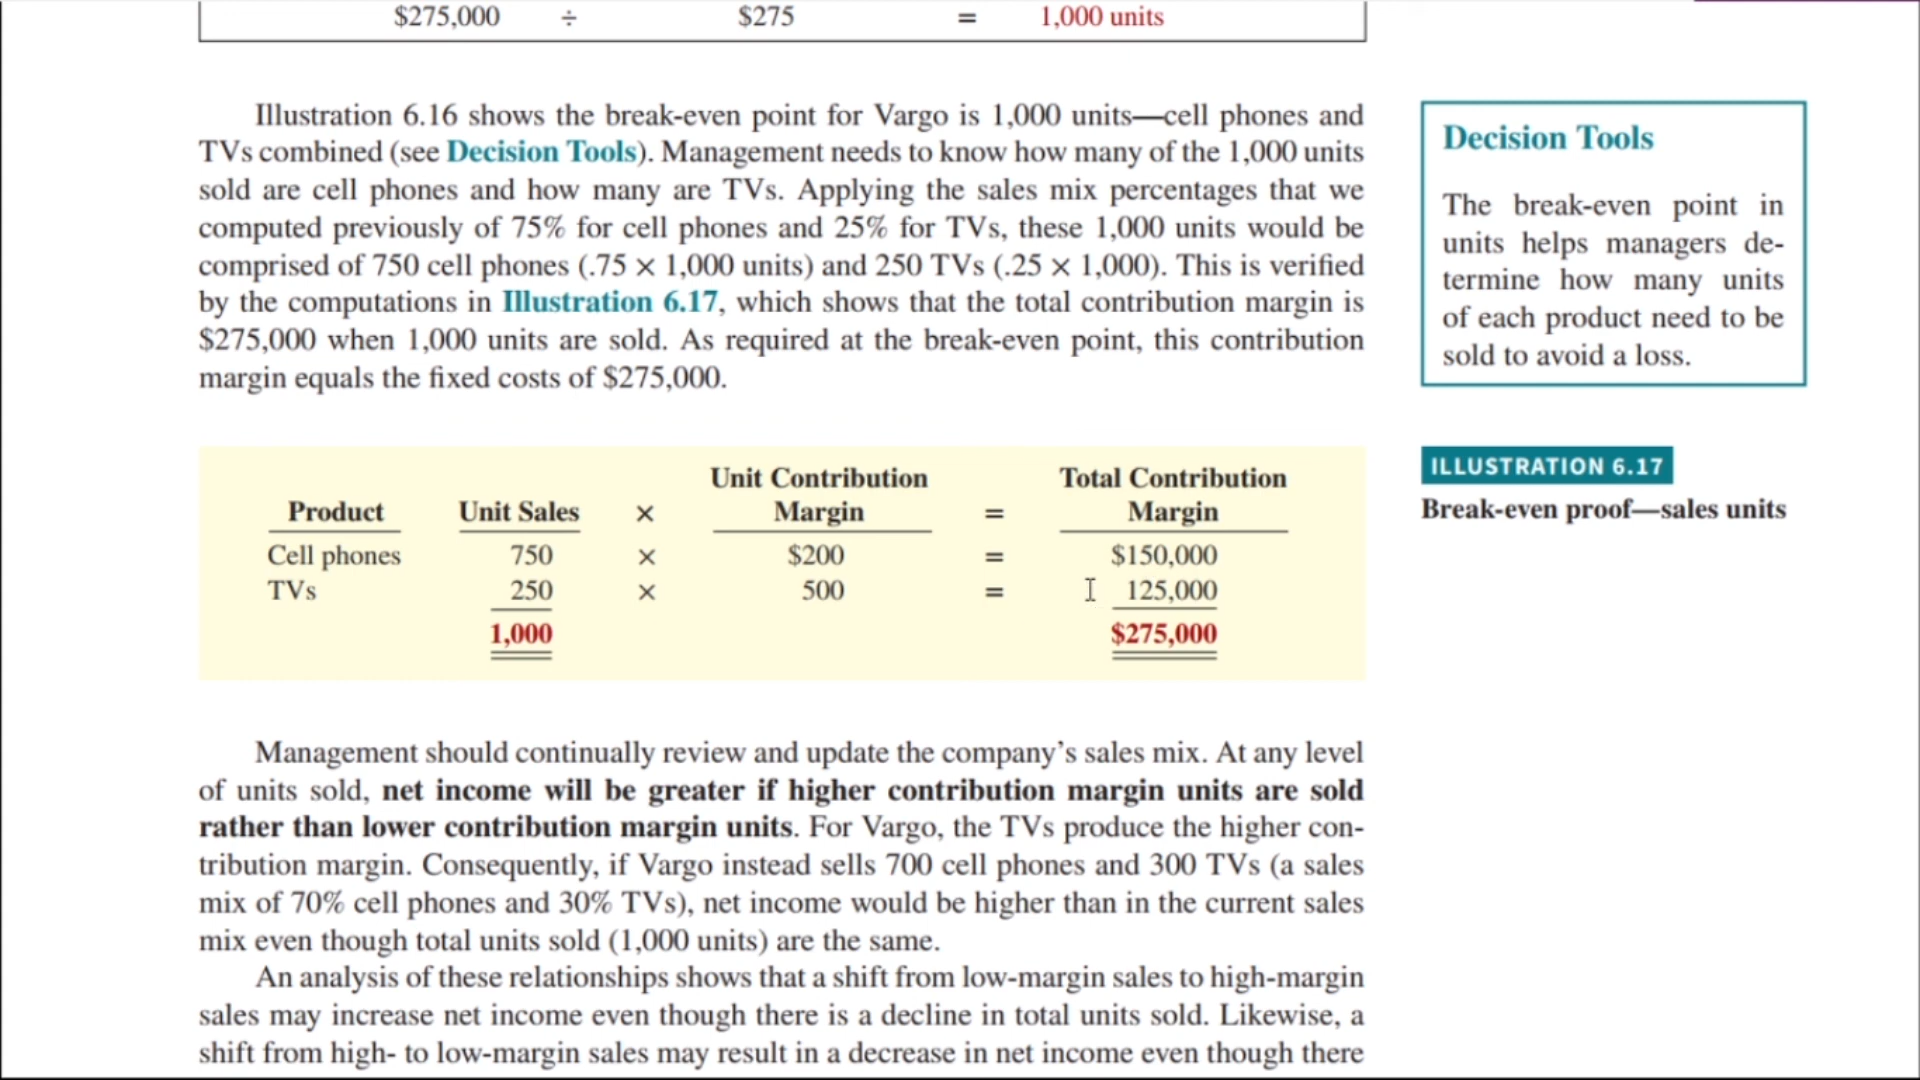 $275,000 ÷ $275 = 1,000 units
Illustration 6.16 shows the break-even point for Vargo is 1,000 units—cell phones and
TVs combined (see Decision Tools). Management needs to know how many of the 1,000 units
sold are cell phones and how many are TVs. Applying the sales mix percentages that we
computed previously of 75% for cell phones and 25% for TVs, these 1,000 units would be
comprised of 750 cell phones (.75 × 1,000 units) and 250 TVs (.25 × 1,000). This is verified
by the computations in Illustration 6.17, which shows that the total contribution margin is
$275,000 when 1,000 units are sold. As required at the break-even point, this contribution
margin equals the fixed costs of $275,000.
Decision Tools
The break-even point in
units helps managers de-
termine how many units
of each product need to be
sold to avoid a loss.
ILLUSTRATION 6.17
Break-even proof—sales units
Unit Contribution Total Contribution
Product Unit Sales × Margin = Margin
Cell phones 750 × $200 = $150,000
TVs 250 × 500 = 125,000
1,000 $275,000
Management should continually review and update the company's sales mix. At any level
of units sold, net income will be greater if higher contribution margin units are sold
rather than lower contribution margin units. For Vargo, the TVs produce the higher con-
tribution margin. Consequently, if Vargo instead sells 700 cell phones and 300 TVs (a sales
mix of 70% cell phones and 30% TVs), net income would be higher than in the current sales
mix even though total units sold (1,000 units) are the same.
An analysis of these relationships shows that a shift from low-margin sales to high-margin
sales may increase net income even though there is a decline in total units sold. Likewise, a
shift from high- to low-margin sales may result in a decrease in net income even though there